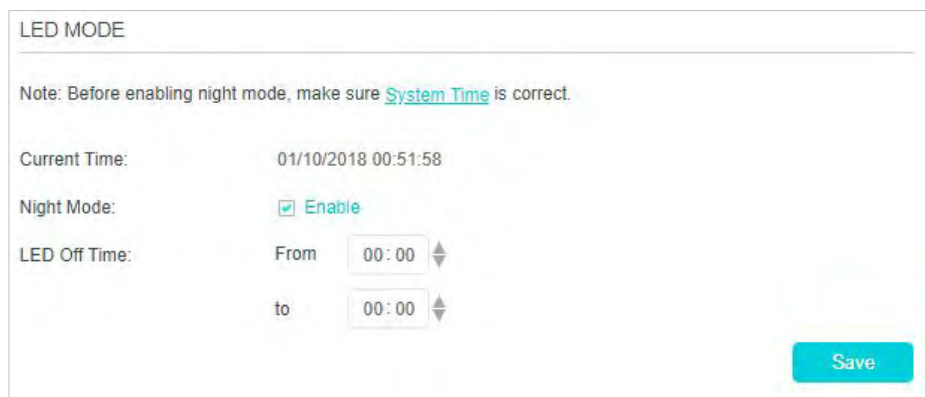 LED MODE
Note: Before enabling night mode, make sure System Time is correct.
Current Time: 01/10/2018 00:51:58
Night Mode: Enable
LED Off Time: From 00:00
to 00:00
Save